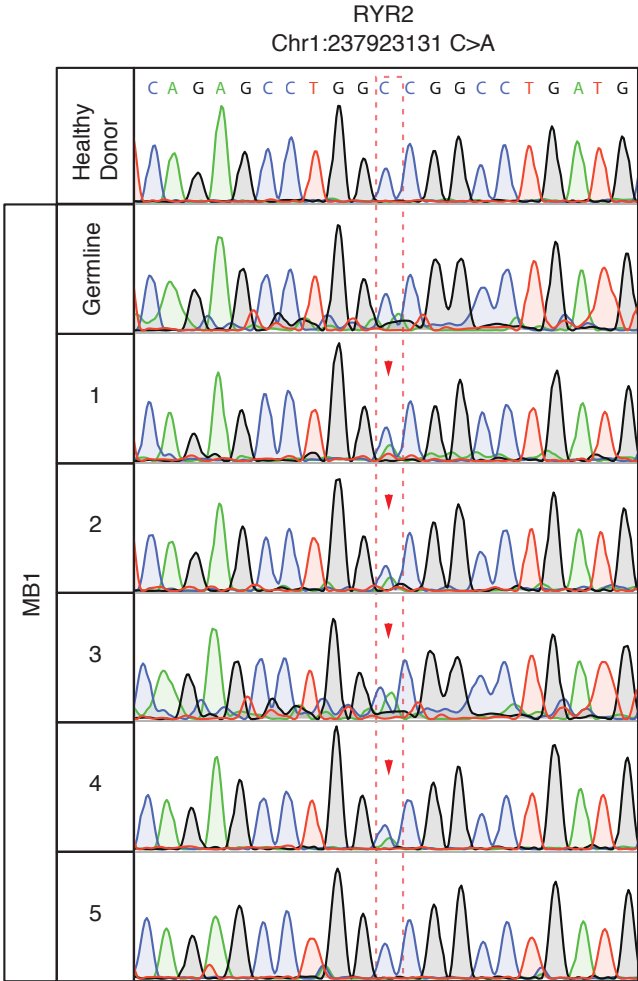 RYR2
Chr1:237923131 C>A
Healthy
Donor
C A G A G C C T G G C C G G C C T G A T G
MB1
Germline
1
2
3
4
5